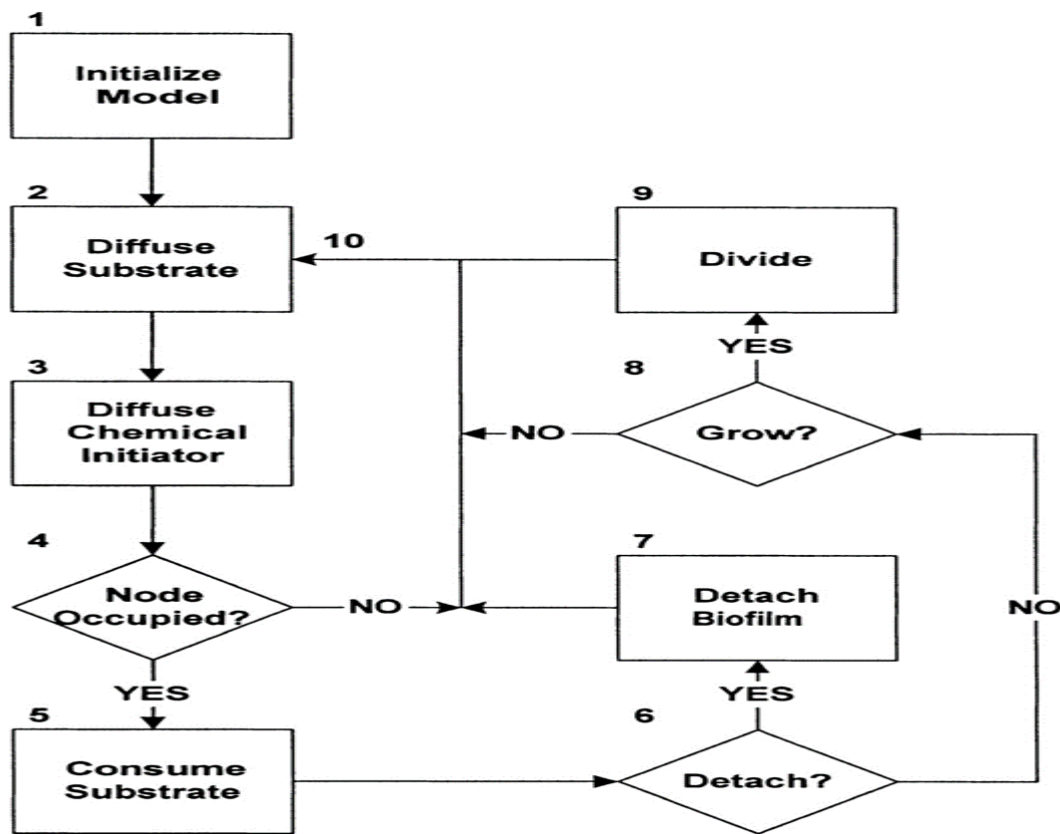 1
Initialize
Model
2
Diffuse
Substrate
3
Diffuse
Chemical
Initiator
4
Node
Occupied?
NO
YES
5
Consume
Substrate
6
Detach?
YES
NO
7
Detach
Biofilm
8
Grow?
NO
YES
9
Divide
10